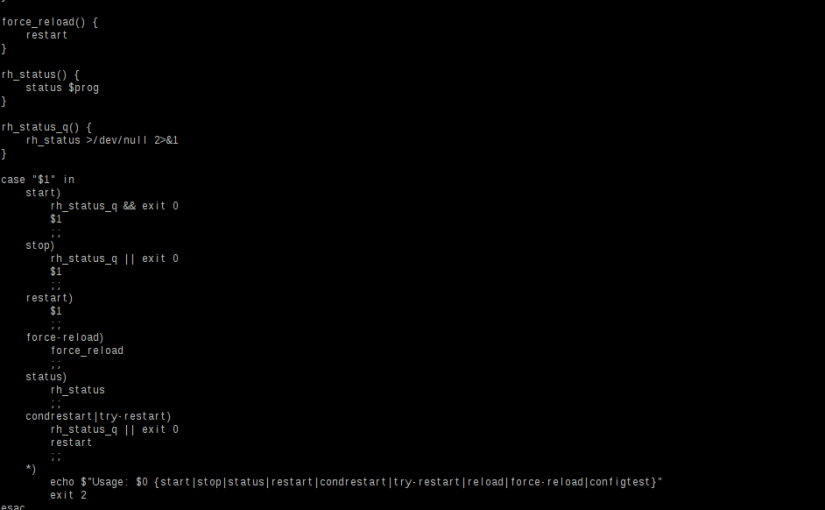 }
force_reload() {
    restart
}
rh_status() {
    status $prog
}
rh_status_q() {
    rh_status >/dev/null 2>&1
}
case "$1" in
    start)
        rh_status_q && exit 0
        $1
        ;;
    stop)
        rh_status_q || exit 0
        $1
        ;;
    restart)
        $1
        ;;
    force-reload)
        force_reload
        ;;
    status)
        rh_status
        ;;
    condrestart|try-restart)
        rh_status_q || exit 0
        restart
        ;;
    *)
        echo $"Usage: $0 {start|stop|status|restart|condrestart|try-restart|reload|force-reload|configtest}"
        exit 2
esac